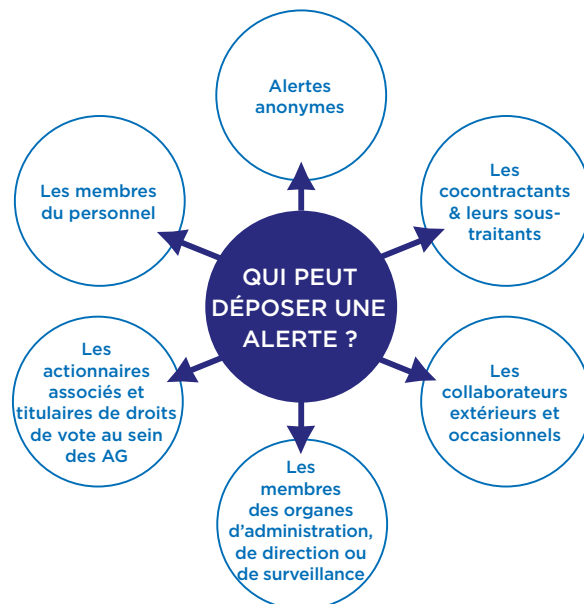 Alertes
anonymes
Les membres
du personnel
Les
cocontractants
& leurs sous-
traitants
QUI PEUT
DÉPOSER UNE
ALERTE ?
Les
actionnaires
associés et
titulaires de droits
de vote au sein
des AG
Les
collaborateurs
extérieurs et
occasionnels
Les
membres
des organes
d’administration,
de direction ou
de surveillance